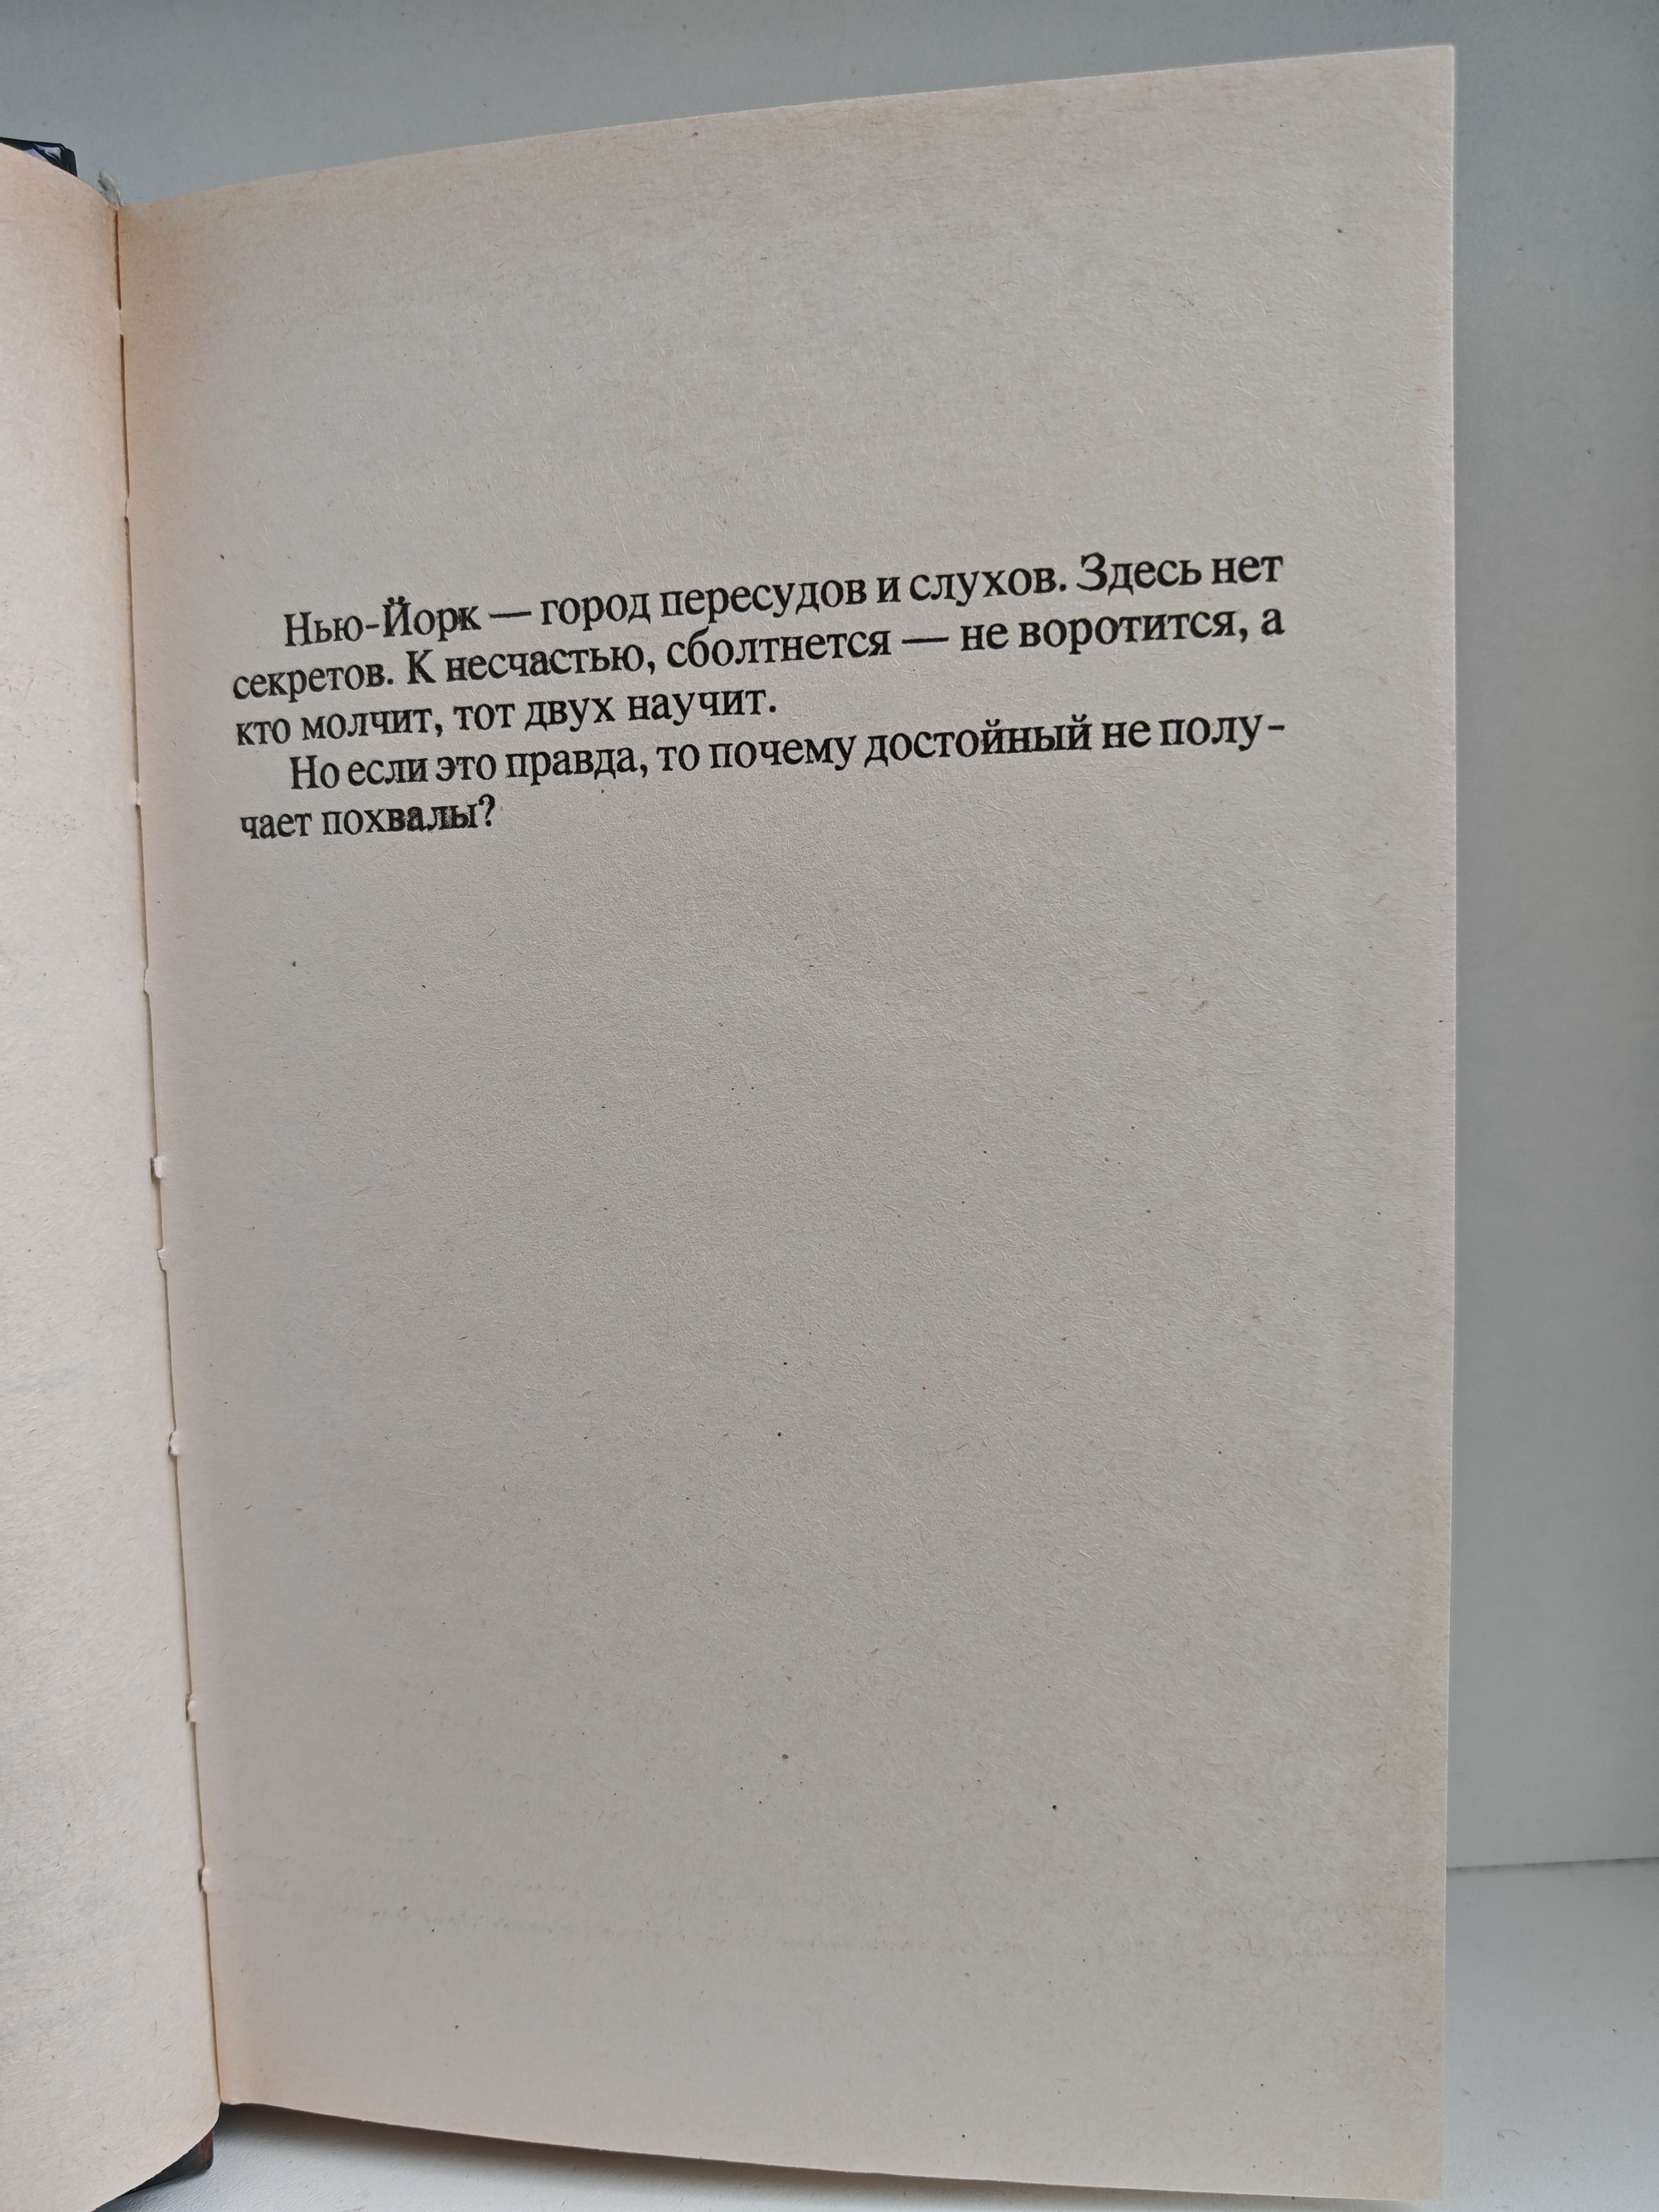 Нью-Йорк — город пересудов и слухов. Здесь нет
секретов. К несчастью, сболтнется — не воротится, а
кто молчит, тот двух научит.
Но если это правда, то почему достойный не полу-
чает похвалы?